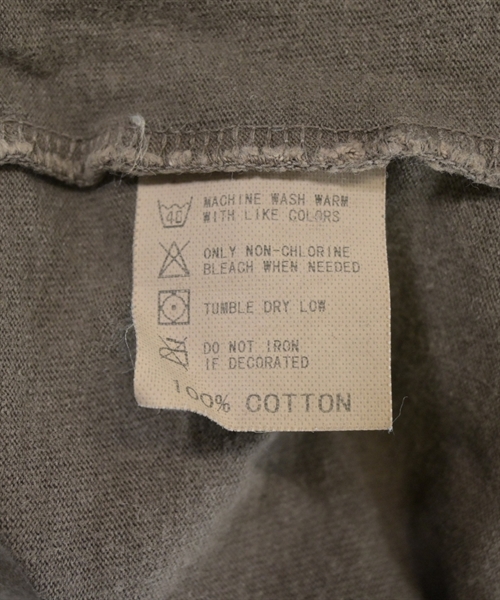 40
MACHINE WASH WARM
WITH LIKE COLORS
ONLY NON-CHLORINE
BLEACH WHEN NEEDED
TUMBLE DRY LOW
DO NOT IRON
IF DECORATED
100% COTTON